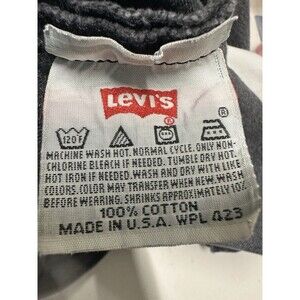 LEVI'S
®
120F
MACHINE WASH HOT. NORMAL CYCLE. ONLY NON-
CHLORINE BLEACH IF NEEDED. TUMBLE DRY HOT.
HOT IRON IF NEEDED. WASH AND DRY WITH LIKE
COLORS. COLOR MAY TRANSFER WHEN NEW. WASH
BEFORE WEARING. SHRINKS APPROXIMATELY 10%
100% COTTON
MADE IN U.S.A. WPL 423